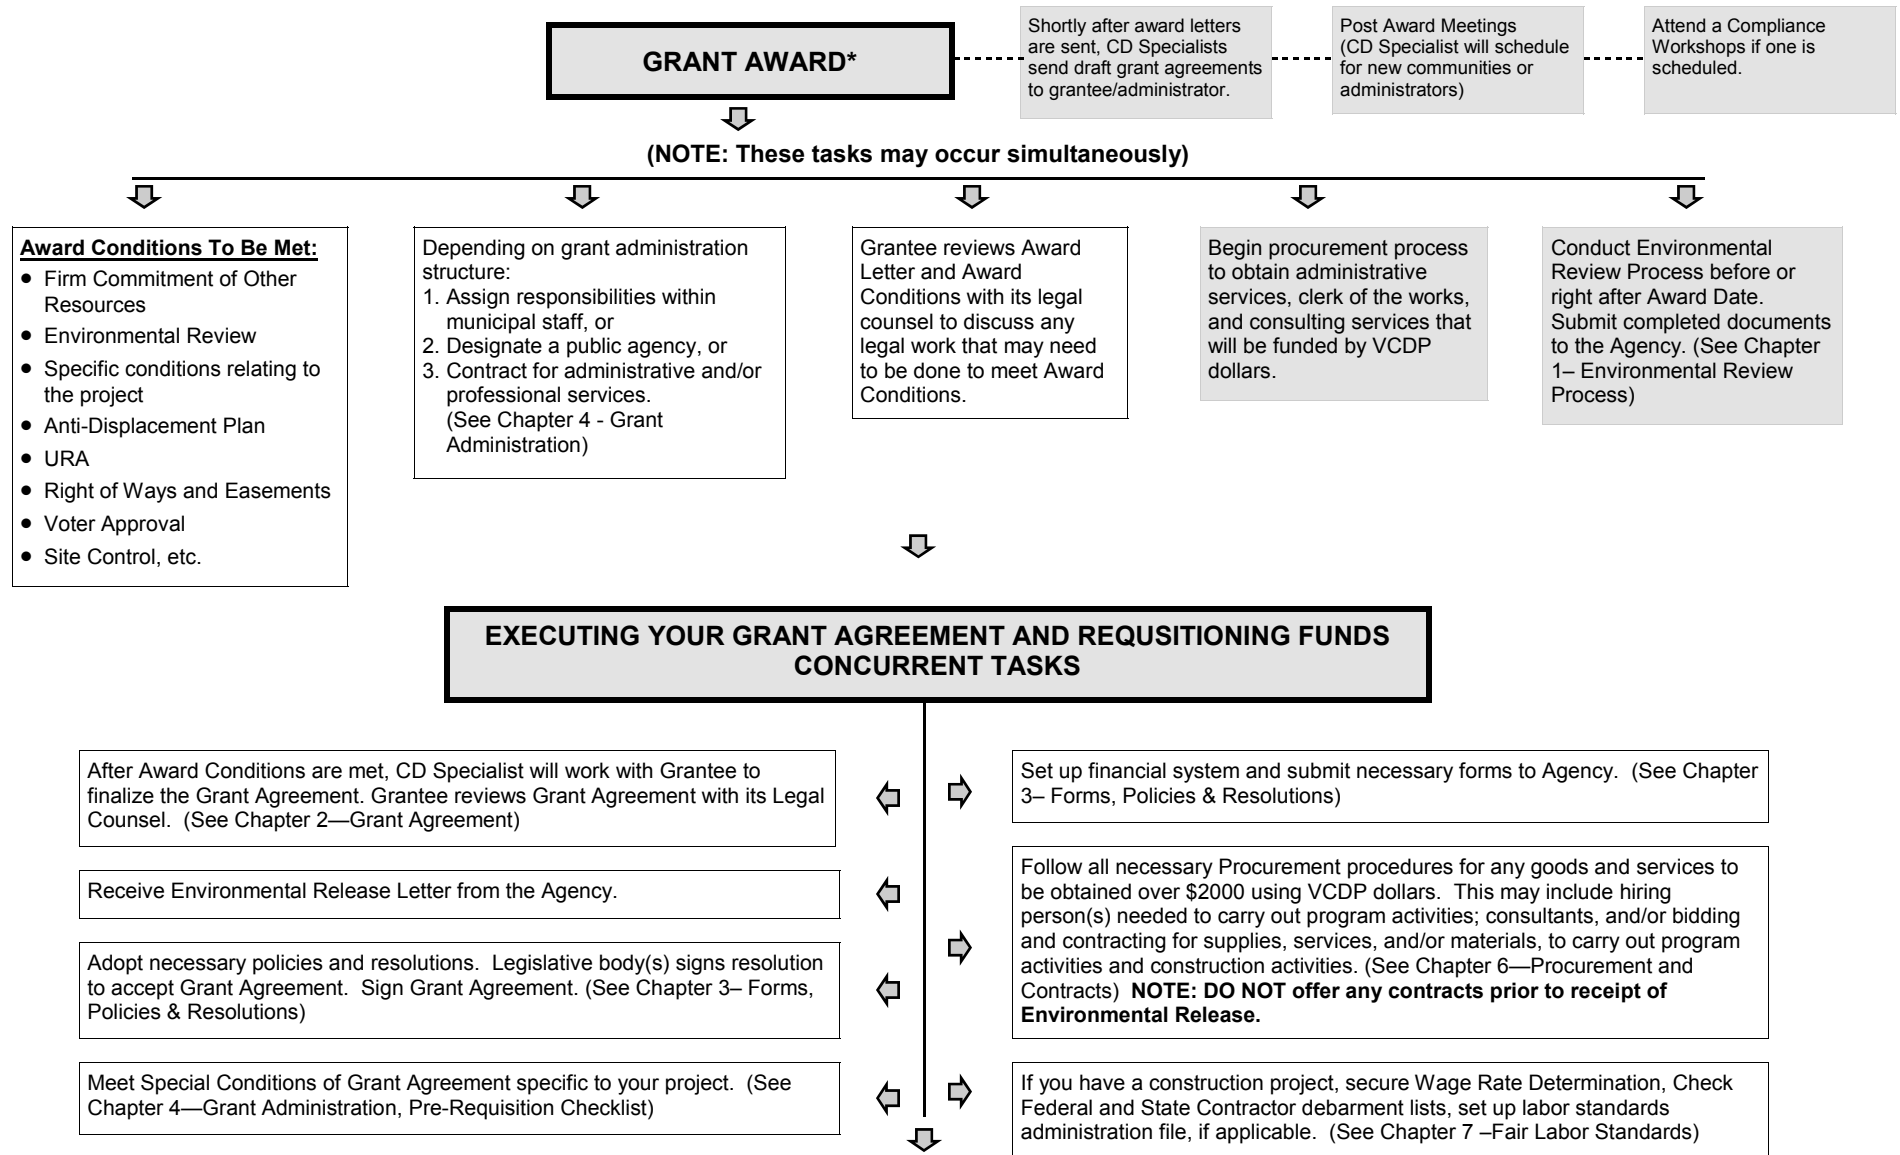 GRANT AWARD*
Shortly after award letters
are sent, CD Specialists
send draft grant agreements
to grantee/administrator.
Post Award Meetings
(CD Specialist will schedule
for new communities or
administrators)
Attend a Compliance
Workshops if one is
scheduled.
(NOTE: These tasks may occur simultaneously)
Award Conditions To Be Met:
• Firm Commitment of Other
Resources
• Environmental Review
• Specific conditions relating to
the project
• Anti-Displacement Plan
• URA
• Right of Ways and Easements
• Voter Approval
• Site Control, etc.
Depending on grant administration
structure:
1. Assign responsibilities within
municipal staff, or
2. Designate a public agency, or
3. Contract for administrative and/or
professional services.
(See Chapter 4 - Grant
Administration)
Grantee reviews Award
Letter and Award
Conditions with its legal
counsel to discuss any
legal work that may need
to be done to meet Award
Conditions.
Begin procurement process
to obtain administrative
services, clerk of the works,
and consulting services that
will be funded by VCDP
dollars.
Conduct Environmental
Review Process before or
right after Award Date.
Submit completed documents
to the Agency. (See Chapter
1– Environmental Review
Process)
EXECUTING YOUR GRANT AGREEMENT AND REQUSITIONING FUNDS
CONCURRENT TASKS
After Award Conditions are met, CD Specialist will work with Grantee to
finalize the Grant Agreement. Grantee reviews Grant Agreement with its Legal
Counsel. (See Chapter 2—Grant Agreement)
Receive Environmental Release Letter from the Agency.
Adopt necessary policies and resolutions. Legislative body(s) signs resolution
to accept Grant Agreement. Sign Grant Agreement. (See Chapter 3– Forms,
Policies & Resolutions)
Meet Special Conditions of Grant Agreement specific to your project. (See
Chapter 4—Grant Administration, Pre-Requisition Checklist)
Set up financial system and submit necessary forms to Agency. (See Chapter
3– Forms, Policies & Resolutions)
Follow all necessary Procurement procedures for any goods and services to
be obtained over $2000 using VCDP dollars. This may include hiring
person(s) needed to carry out program activities; consultants, and/or bidding
and contracting for supplies, services, and/or materials, to carry out program
activities and construction activities. (See Chapter 6—Procurement and
Contracts) NOTE: DO NOT offer any contracts prior to receipt of
Environmental Release.
If you have a construction project, secure Wage Rate Determination, Check
Federal and State Contractor debarment lists, set up labor standards
administration file, if applicable. (See Chapter 7 –Fair Labor Standards)